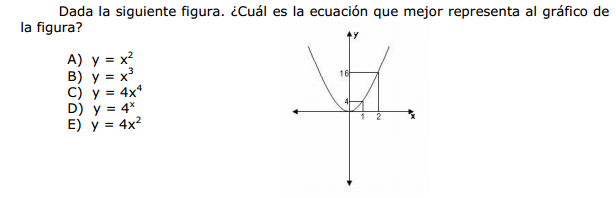 Dada la siguiente figura. ¿Cuál es la ecuación que mejor representa al gráfico de
la figura?
A) y = x²
B) y = x³
C) y = 4x⁴
D) y = 4ˣ
E) y = 4x²
y
16
4
1 2 x